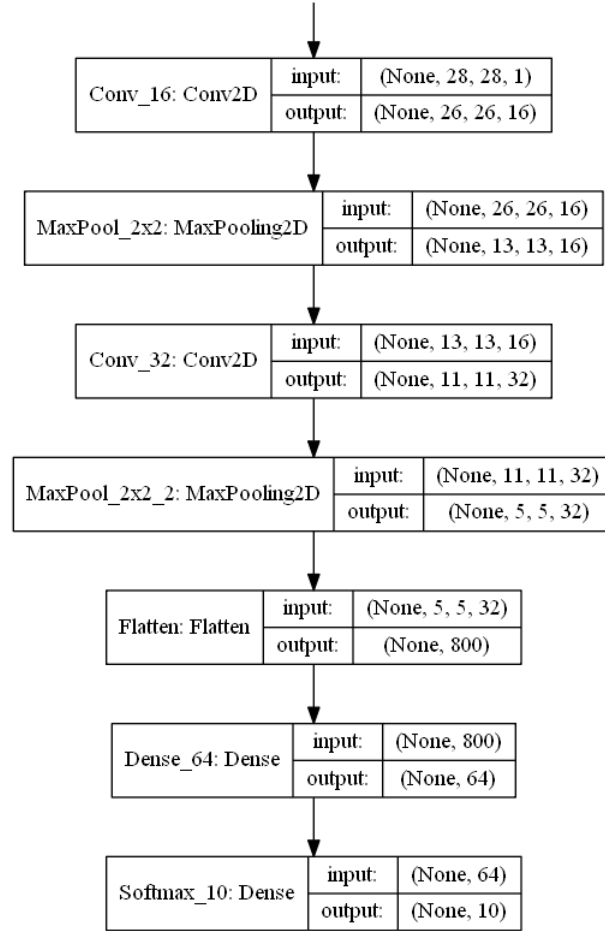 Conv_16: Conv2D
input: (None, 28, 28, 1)
output: (None, 26, 26, 16)
MaxPool_2x2: MaxPooling2D
input: (None, 26, 26, 16)
output: (None, 13, 13, 16)
Conv_32: Conv2D
input: (None, 13, 13, 16)
output: (None, 11, 11, 32)
MaxPool_2x2_2: MaxPooling2D
input: (None, 11, 11, 32)
output: (None, 5, 5, 32)
Flatten: Flatten
input: (None, 5, 5, 32)
output: (None, 800)
Dense_64: Dense
input: (None, 800)
output: (None, 64)
Softmax_10: Dense
input: (None, 64)
output: (None, 10)